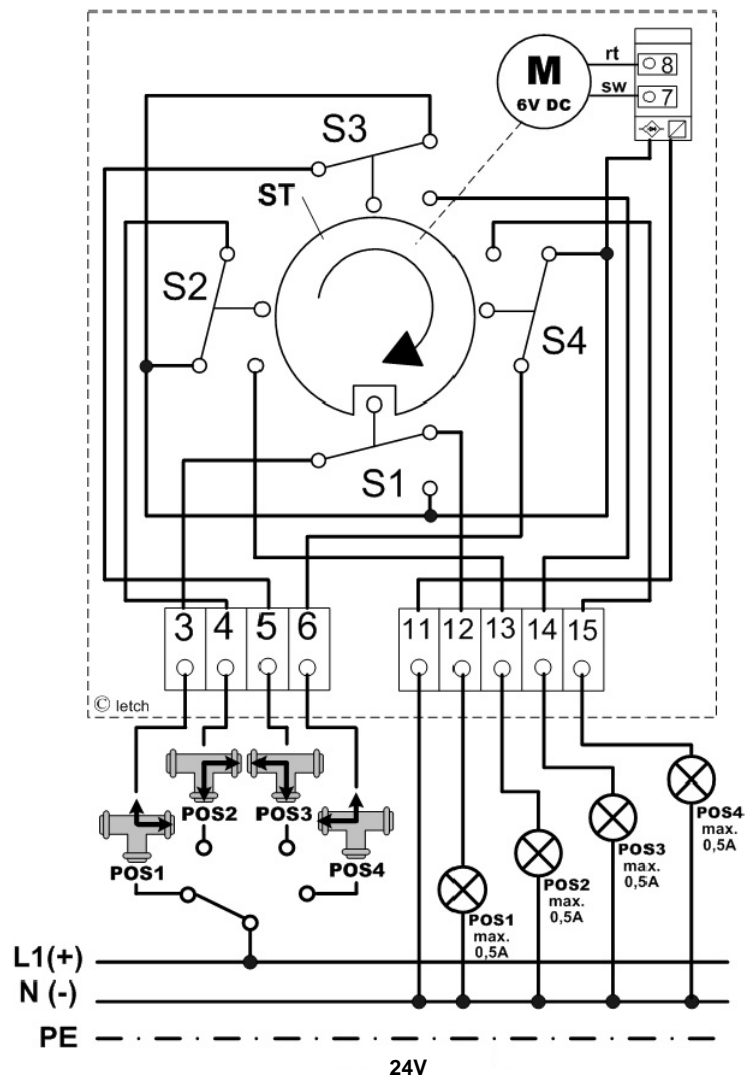 rt
8
M
6V DC
sw
7
S3
ST
S2
S4
S1
3
4
5
6
11
12
13
14
15
© letch
POS1
POS2
POS3
POS4
POS1
max.
0,5A
POS2
max.
0,5A
POS3
max.
0,5A
POS4
max.
0,5A
L1(+)
N (-)
PE
24V